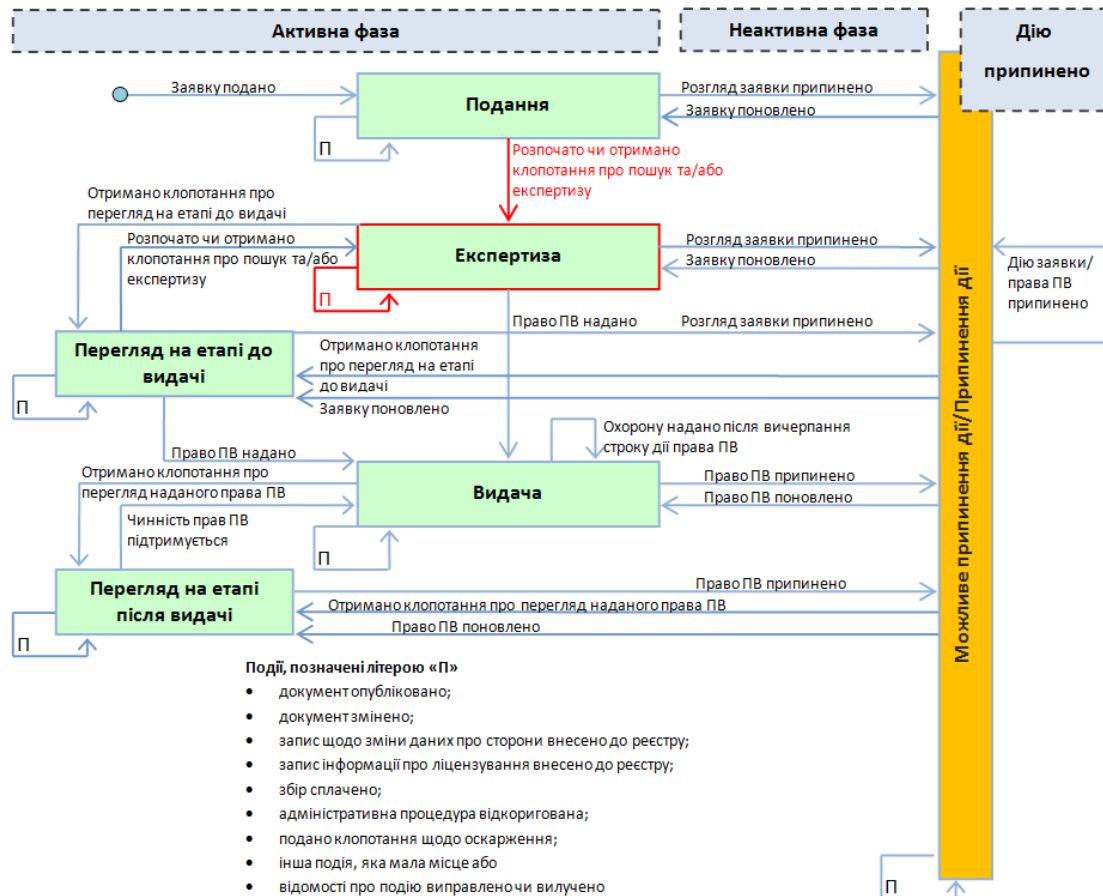 Активна фаза
Неактивна фаза
Дію
припинено
Заявку подано
Подання
Розгляд заявки припинено
Заявку поновлено
П
Розпочато чи отримано
клопотання про пошук та/або
експертизу
Отримано клопотання про
перегляд на етапі до видачі
Розпочато чи отримано
клопотання про пошук та/або
експертизу
Експертиза
Розгляд заявки припинено
Заявку поновлено
П
Дію заявки/
права ПВ
припинено
Право ПВ надано
Розгляд заявки припинено
Перегляд на етапі до
видачі
Отримано клопотання
про перегляд на етапі
до видачі
Заявку поновлено
П
Право ПВ надано
Охорону надано після вичерпання
строку дії права ПВ
Отримано клопотання про
перегляд наданого права ПВ
Видача
Право ПВ припинено
Право ПВ поновлено
Чинність прав ПВ
підтримується
П
Перегляд на етапі
після видачі
Право ПВ припинено
Отримано клопотання про перегляд наданого права ПВ
Право ПВ поновлено
П
Можливе припинення дії/Припинення дії
Події, позначені літерою «П»
• документ опубліковано;
• документ змінено;
• запис щодо зміни даних про сторони внесено до реєстру;
• запис інформації про ліцензування внесено до реєстру;
• збір сплачено;
• адміністративна процедура відкоригована;
• подано клопотання щодо оскарження;
• інша подія, яка мала місце або
• відомості про подію виправлено чи вилучено
П